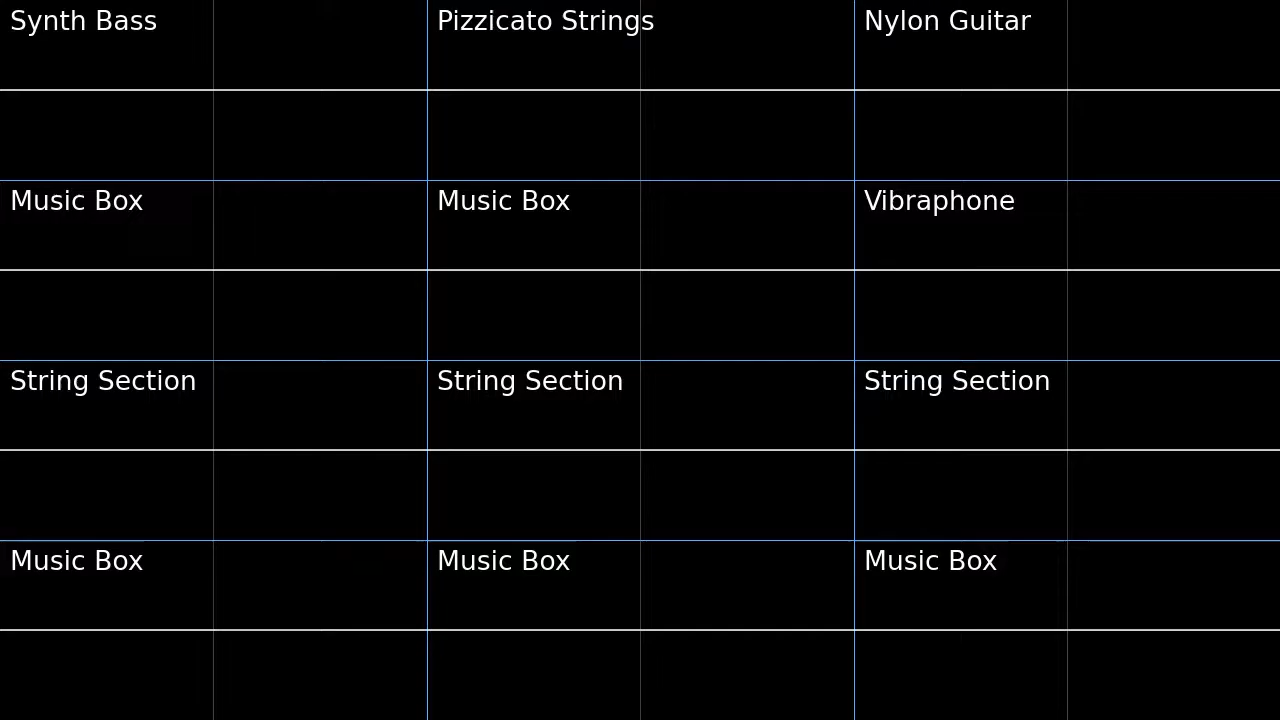 Synth Bass
Pizzicato Strings
Nylon Guitar
Music Box
Music Box
Vibraphone
String Section
String Section
String Section
Music Box
Music Box
Music Box